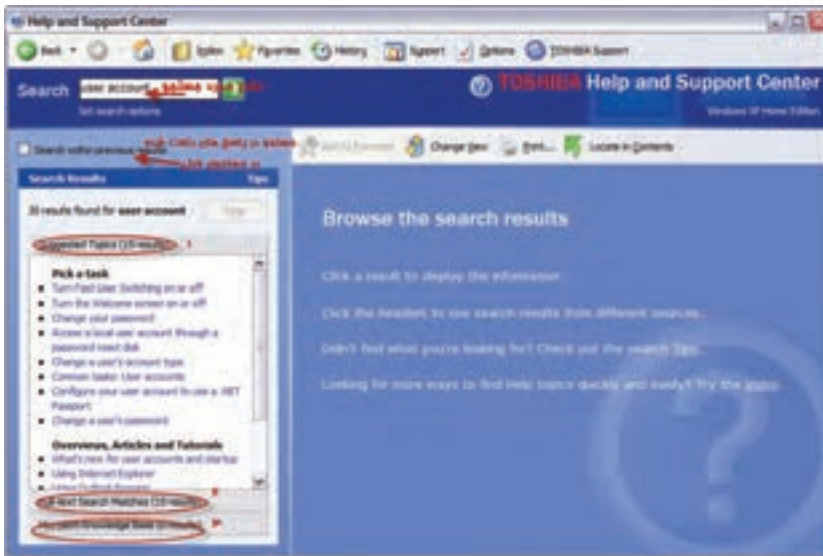 Help and Support Center
Back Index Favorites History Support Options TOSHIBA Support
Search user account
Set search options
TOSHIBA Help and Support Center
Windows XP Home Edition
Search within previous results
Change View Print... Locate in Contents
Search Results Tips
results found for user account
Suggested Topics (15 results) 1
Pick a task
Turn Fast User Switching on or off
Turn the Welcome screen on or off
Change your password
Access a local user account through a
password reset disk
Change a user's account type
Common tasks: User accounts
Configure your user account to use a .NET
Passport
Change a user's password
Overviews, Articles and Tutorials
What's new for user accounts and startup
Using Internet Explorer
Using Outlook Express
Full-text Search Matches (15 results)
Microsoft Knowledge Base
Browse the search results
Click a result to display the information.
Click the headers to see search results from different sources.
Didn't find what you're looking for? Check out the search Tips.
Looking for more ways to find Help topics quickly and easily? Try the index.